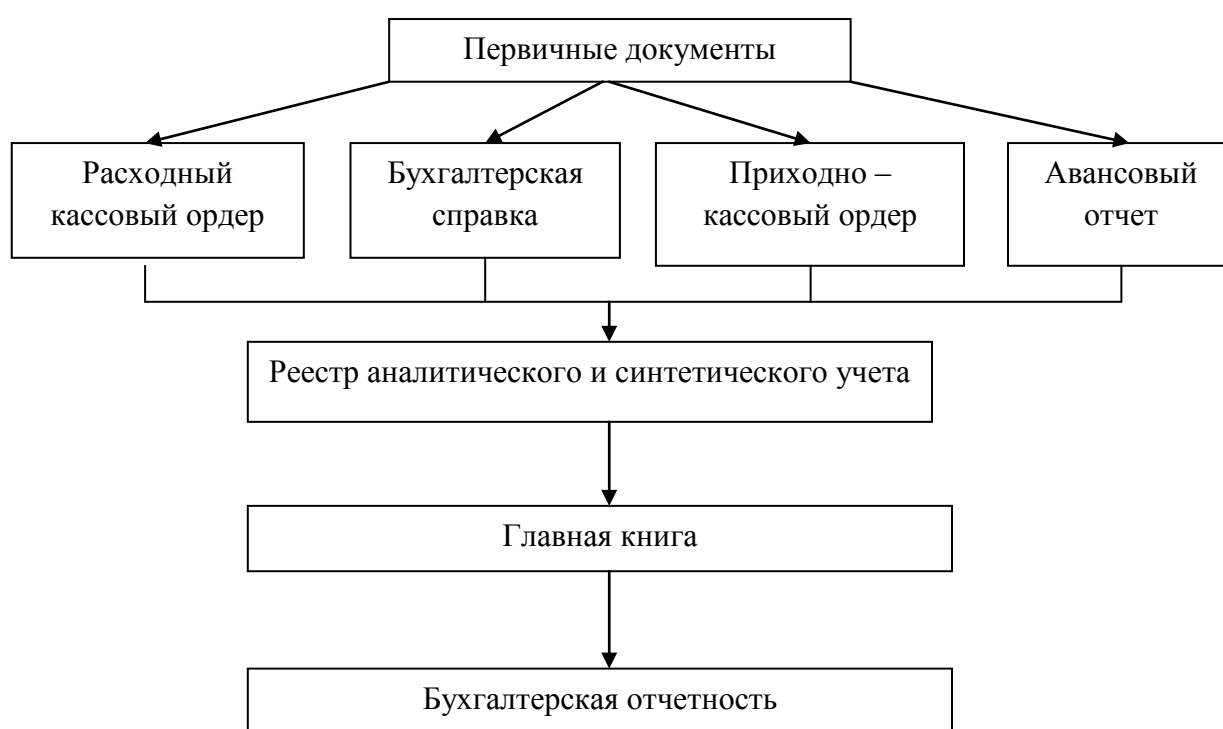 Первичные документы
Расходный
кассовый ордер
Бухгалтерская
справка
Приходно –
кассовый ордер
Авансовый
отчет
Реестр аналитического и синтетического учета
Главная книга
Бухгалтерская отчетность